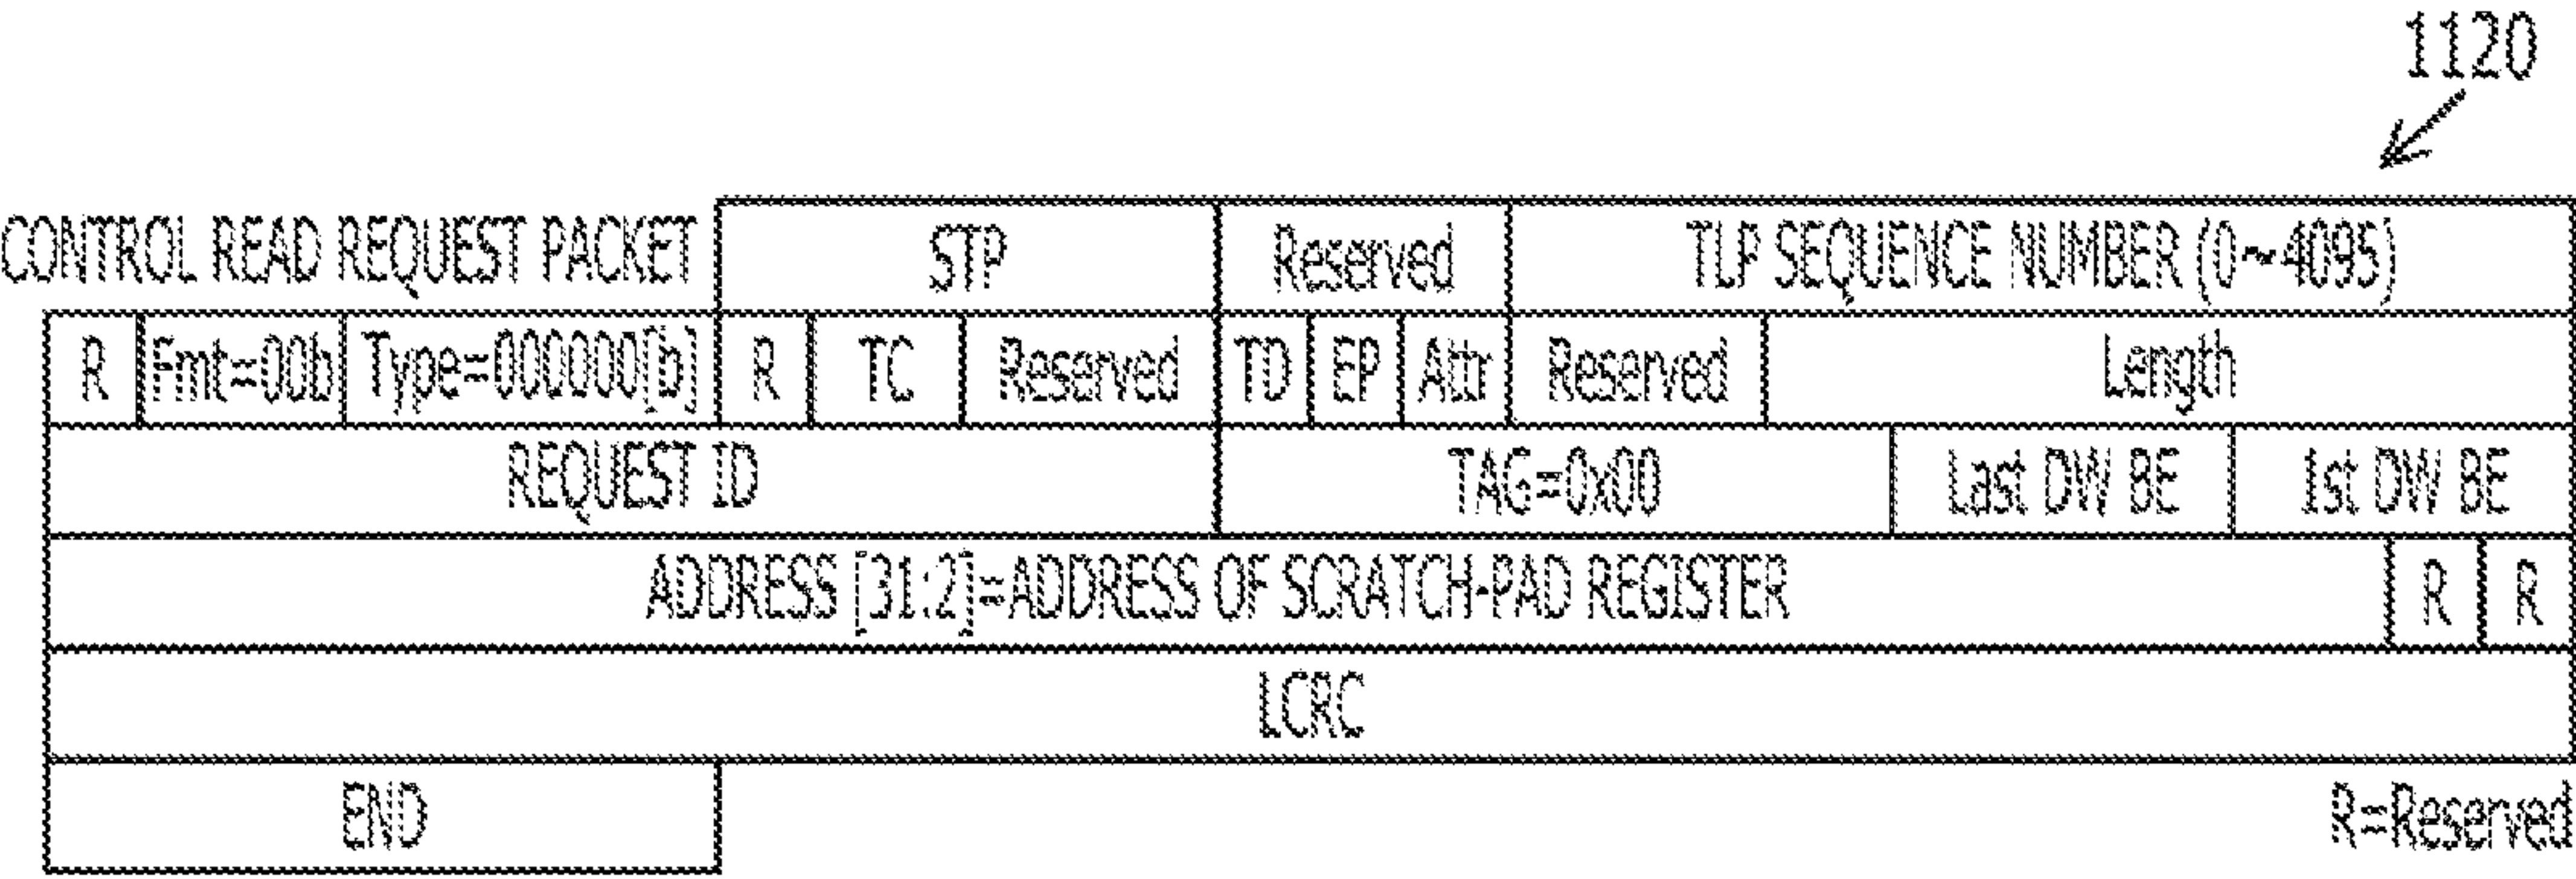 1120
CONTROL READ REQUEST PACKET STP Reserved TLP SEQUENCE NUMBER (0~4095)
R Fmt=00b Type=000000[b] R TC Reserved TD EP Attr Reserved Length
REQUEST ID TAG=0x00 Last DW BE 1st DW BE
ADDRESS [31:2]=ADDRESS OF SCRATCH-PAD REGISTER R R
LCRC
END R=Reserved